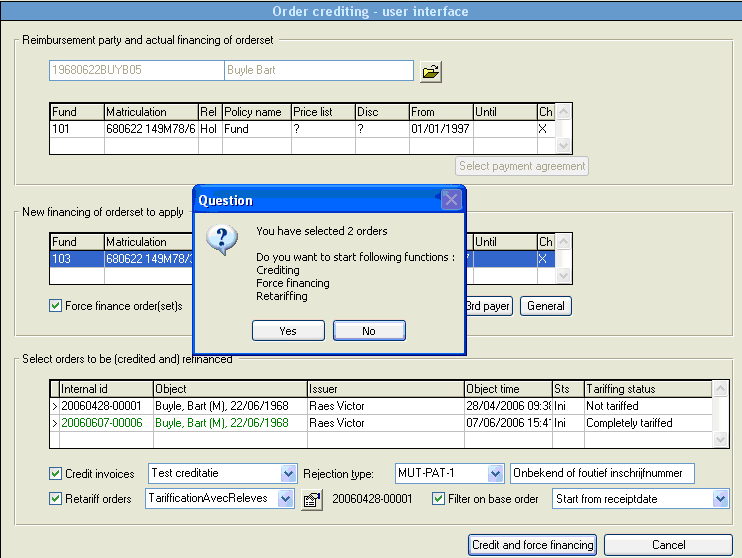 Order crediting - user interface
Reimbursement party and actual financing of orderset
19680622BUYB05 Buyle Bart
Fund Matriculation Rel Policy name Price list Disc From Until Ch
101 680622 149M78/6 Hol Fund ? ? 01/01/1997 X
Select payment agreement
New financing of orderset to apply
Fund Matriculation Until Ch
103 680622 149M78/ X
Force finance order(set)s 3rd payer General
Question
You have selected 2 orders
Do you want to start following functions :
Crediting
Force financing
Retariffing
Yes No
Select orders to be (credited and) refinanced
Internal id Object Issuer Object time Sts Tariffing status
> 20060428-00001 Buyle, Bart (M), 22/06/1968 Raes Victor 28/04/2006 09:38 Ini Not tariffed
> 20060607-00006 Buyle, Bart (M), 22/06/1968 Raes Victor 07/06/2006 15:41 Ini Completely tariffed
Credit invoices Test creditatie Rejection type: MUT-PAT-1 Onbekend of foutief inschrijfnummer
Retariff orders TarifficationAvecReleves 20060428-00001 Filter on base order Start from receiptdate
Credit and force financing Cancel